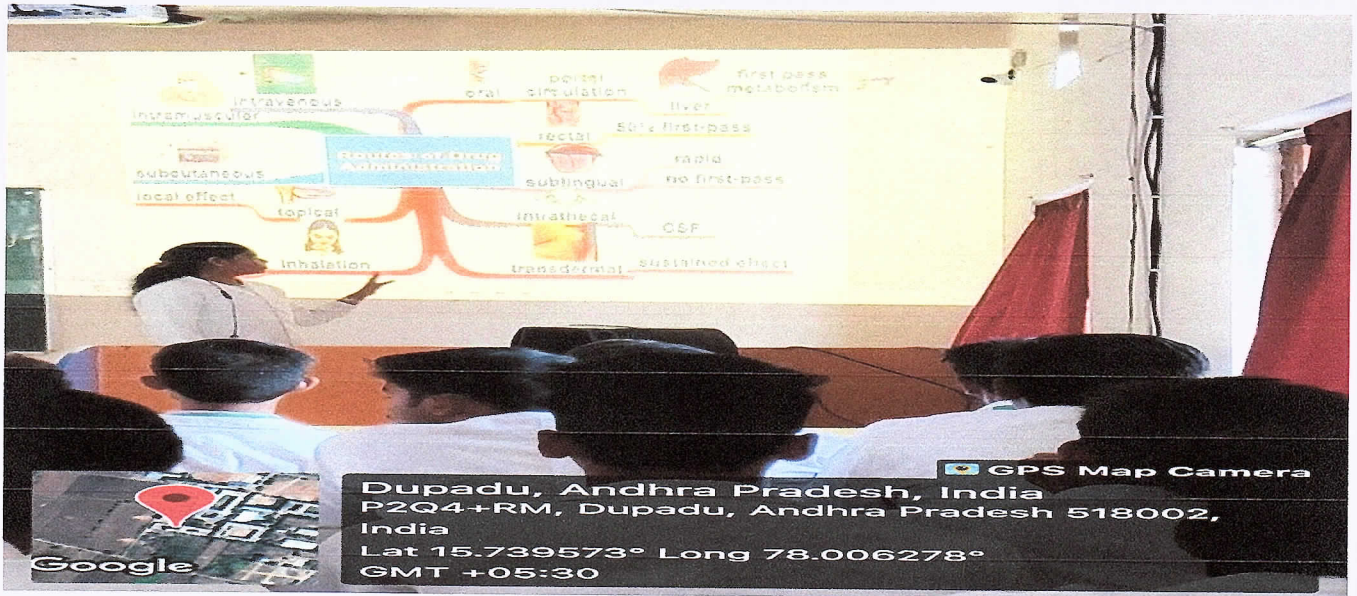 intravenous
intramuscular
subcutaneous
local effect
topical
inhalation
Routes of Drug
Administration
oral
portal
circulation
first pass
metabolism
liver
rectal
50% first-pass
sublingual
rapid
no first-pass
intrathecal
CSF
transdermal
sustained effect
GPS Map Camera
Dupadu, Andhra Pradesh, India
P2Q4+RM, Dupadu, Andhra Pradesh 518002,
India
Lat 15.739573° Long 78.006278°
GMT +05:30
Google